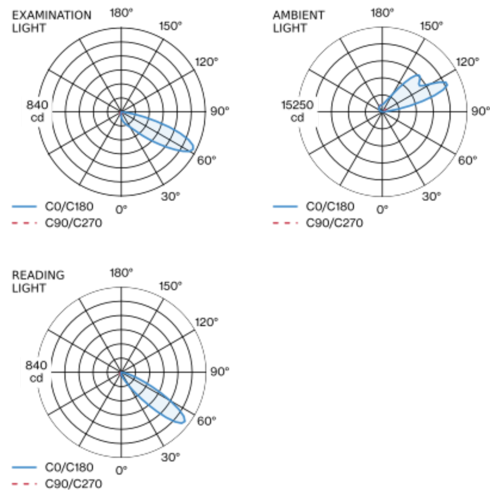 EXAMINATION
LIGHT
180°
150°
120°
840
cd
90°
60°
30°
0°
C0/C180
C90/C270
AMBIENT
LIGHT
180°
150°
120°
15250
cd
90°
60°
30°
0°
C0/C180
C90/C270
READING
LIGHT
180°
150°
120°
840
cd
90°
60°
30°
0°
C0/C180
C90/C270